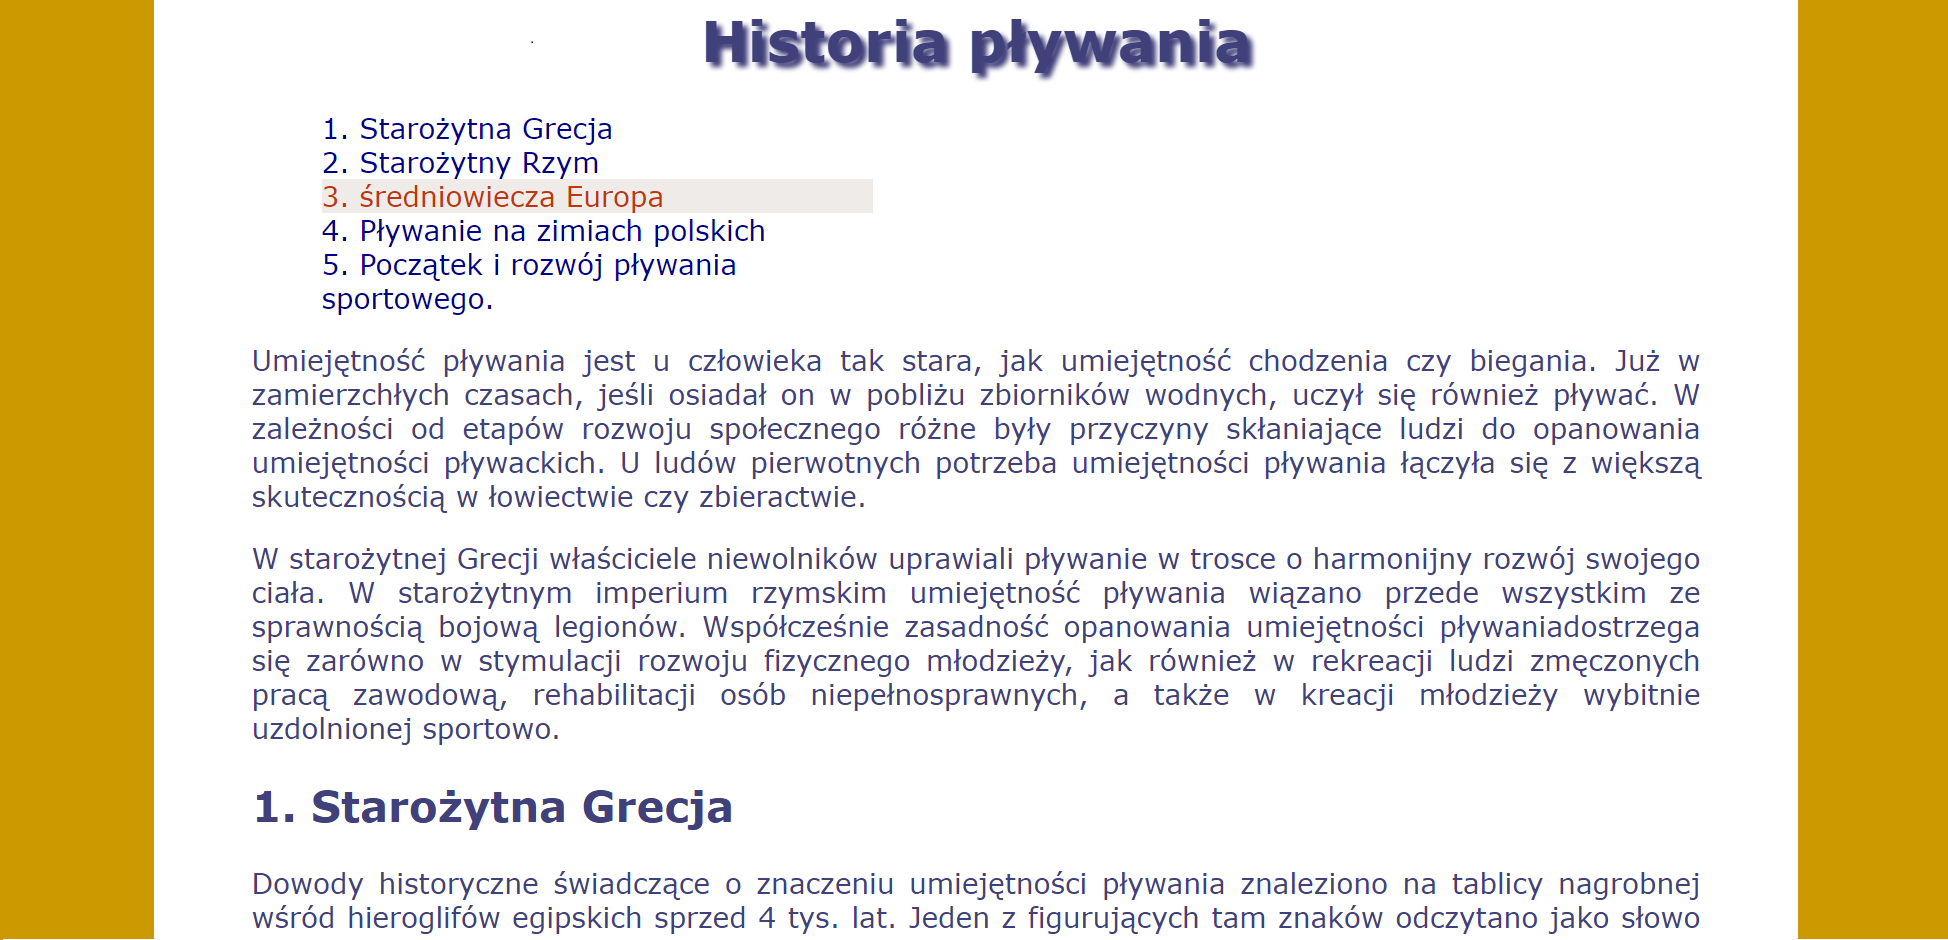 Historia pływania
1. Starożytna Grecja
2. Starożytny Rzym
3. średniowiecza Europa
4. Pływanie na zimiach polskich
5. Początek i rozwój pływania
sportowego.
Umiejętność pływania jest u człowieka tak stara, jak umiejętność chodzenia czy biegania. Już w
zamierzchłych czasach, jeśli osiadał on w pobliżu zbiorników wodnych, uczył się również pływać. W
zależności od etapów rozwoju społecznego różne były przyczyny skłaniające ludzi do opanowania
umiejętności pływackich. U ludów pierwotnych potrzeba umiejętności pływania łączyła się z większą
skutecznością w łowiectwie czy zbieractwie.
W starożytnej Grecji właściciele niewolników uprawiali pływanie w trosce o harmonijny rozwój swojego
ciała. W starożytnym imperium rzymskim umiejętność pływania wiązano przede wszystkim ze
sprawnością bojową legionów. Współcześnie zasadność opanowania umiejętności pływaniadostrzega
się zarówno w stymulacji rozwoju fizycznego młodzieży, jak również w rekreacji ludzi zmęczonych
pracą zawodową, rehabilitacji osób niepełnosprawnych, a także w kreacji młodzieży wybitnie
uzdolnionej sportowo.
1. Starożytna Grecja
Dowody historyczne świadczące o znaczeniu umiejętności pływania znaleziono na tablicy nagrobnej
wśród hieroglifów egipskich sprzed 4 tys. lat. Jeden z figurujących tam znaków odczytano jako słowo